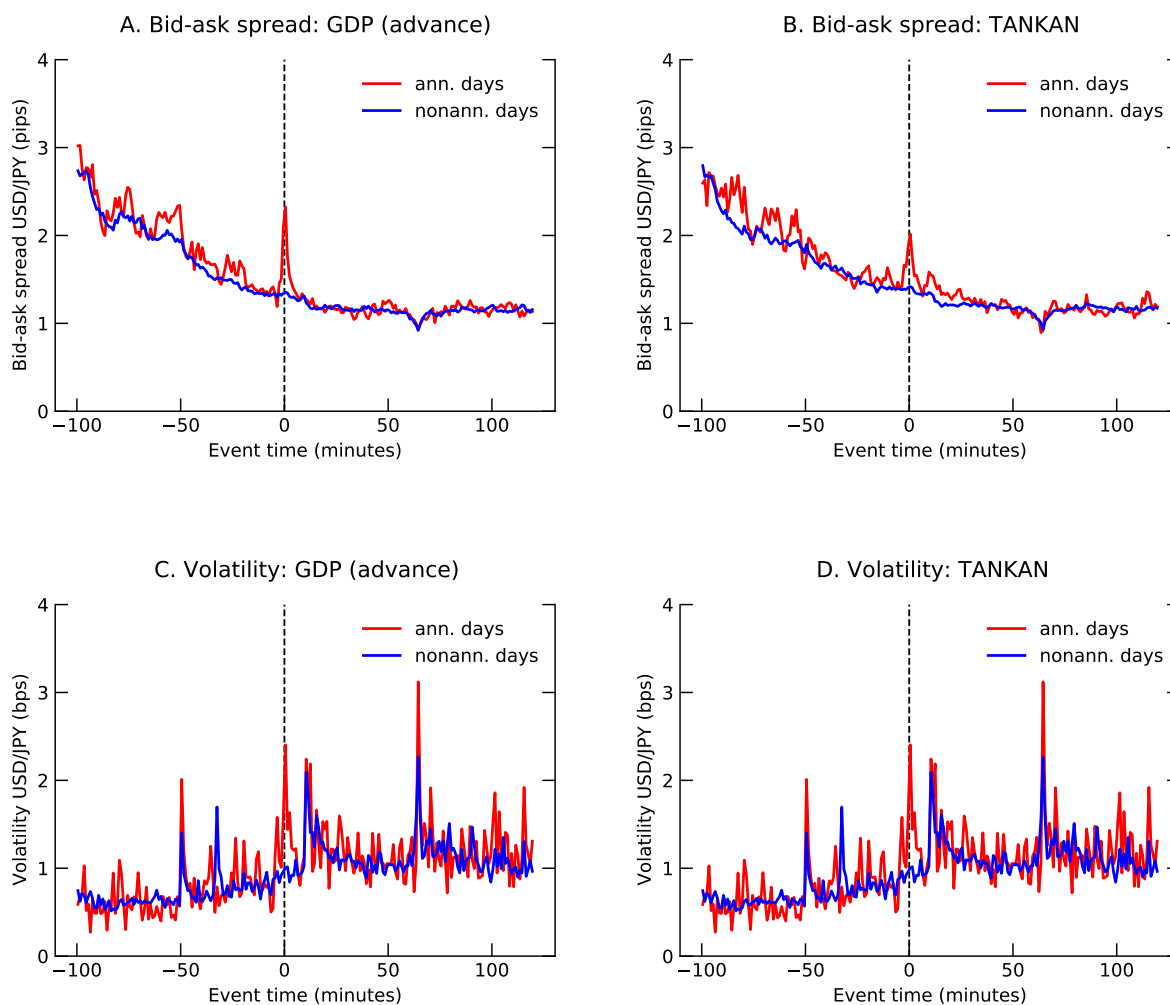 A. Bid-ask spread: GDP (advance)
4
3
2
1
0
Bid-ask spread USD/JPY (pips)
ann. days
nonann. days
−100 −50 0 50 100
Event time (minutes)
B. Bid-ask spread: TANKAN
4
3
2
1
0
Bid-ask spread USD/JPY (pips)
ann. days
nonann. days
−100 −50 0 50 100
Event time (minutes)
C. Volatility: GDP (advance)
4
3
2
1
0
Volatility USD/JPY (bps)
ann. days
nonann. days
−100 −50 0 50 100
Event time (minutes)
D. Volatility: TANKAN
4
3
2
1
0
Volatility USD/JPY (bps)
ann. days
nonann. days
−100 −50 0 50 100
Event time (minutes)